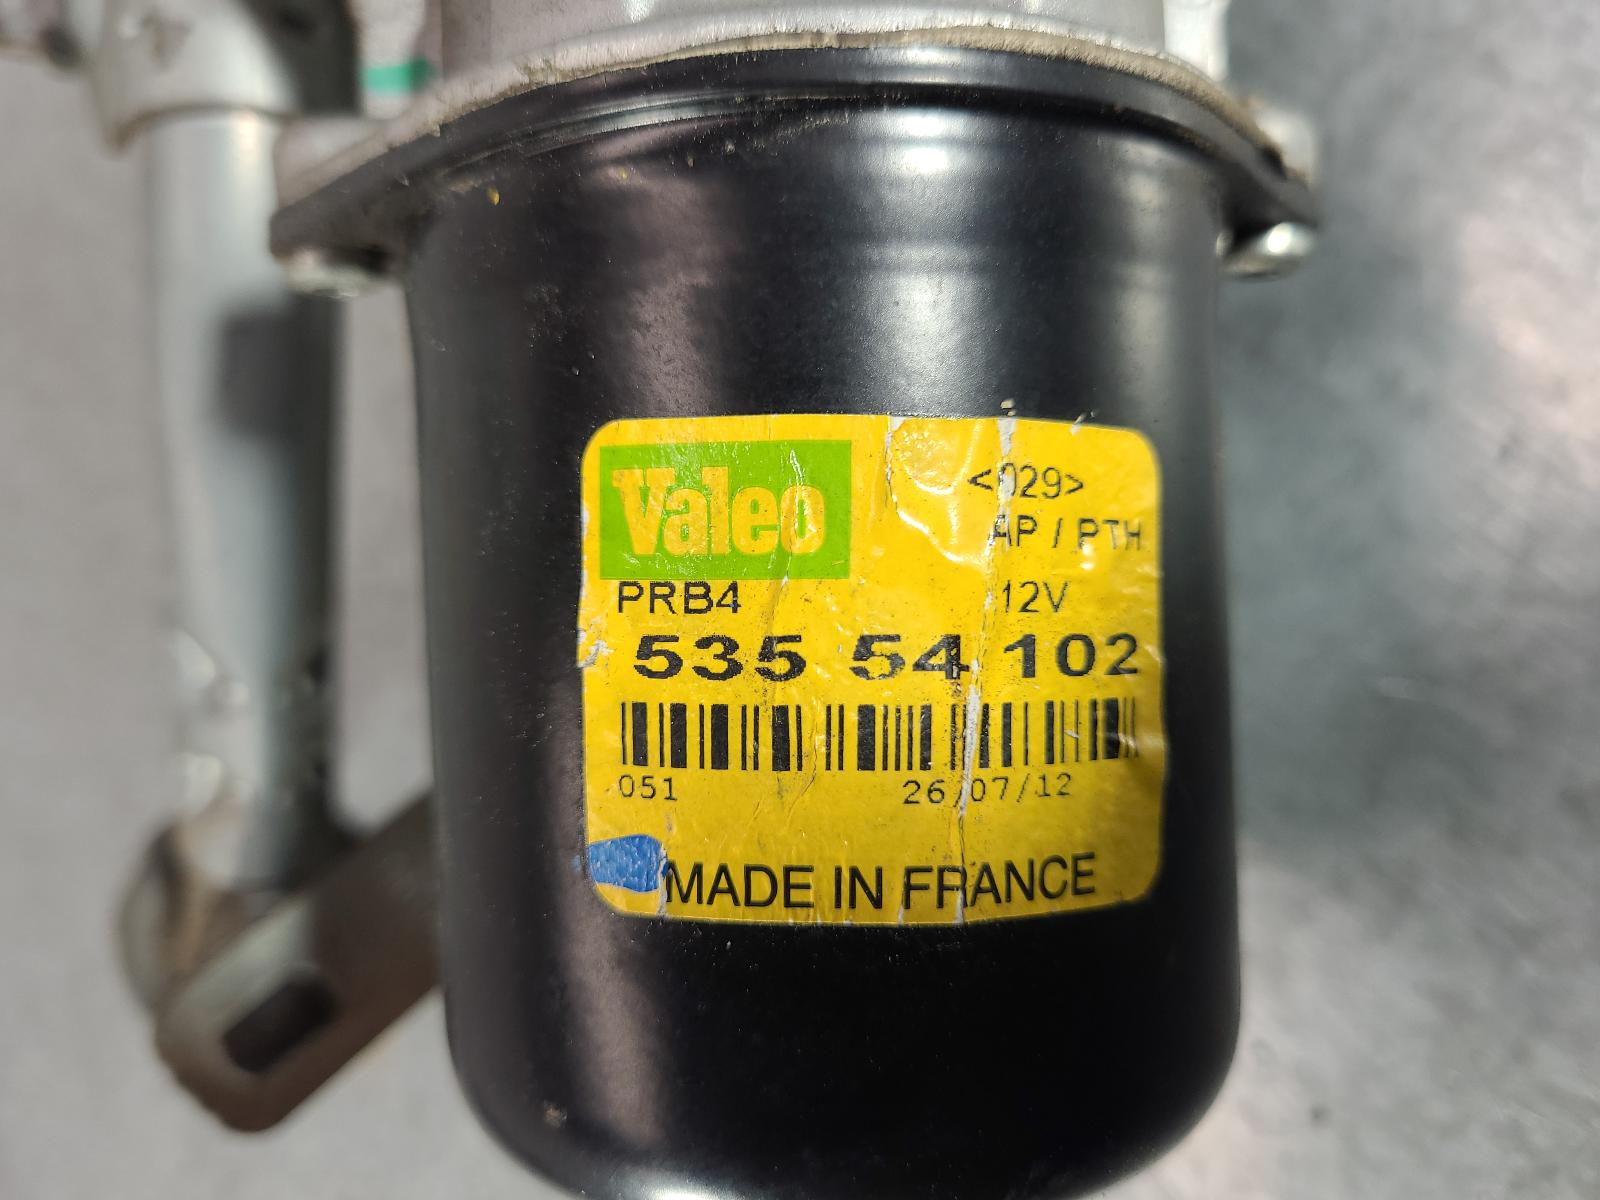 Valeo
<029>
AP / PTH
PRB4 12V
535 54 102
051 26/07/12
MADE IN FRANCE